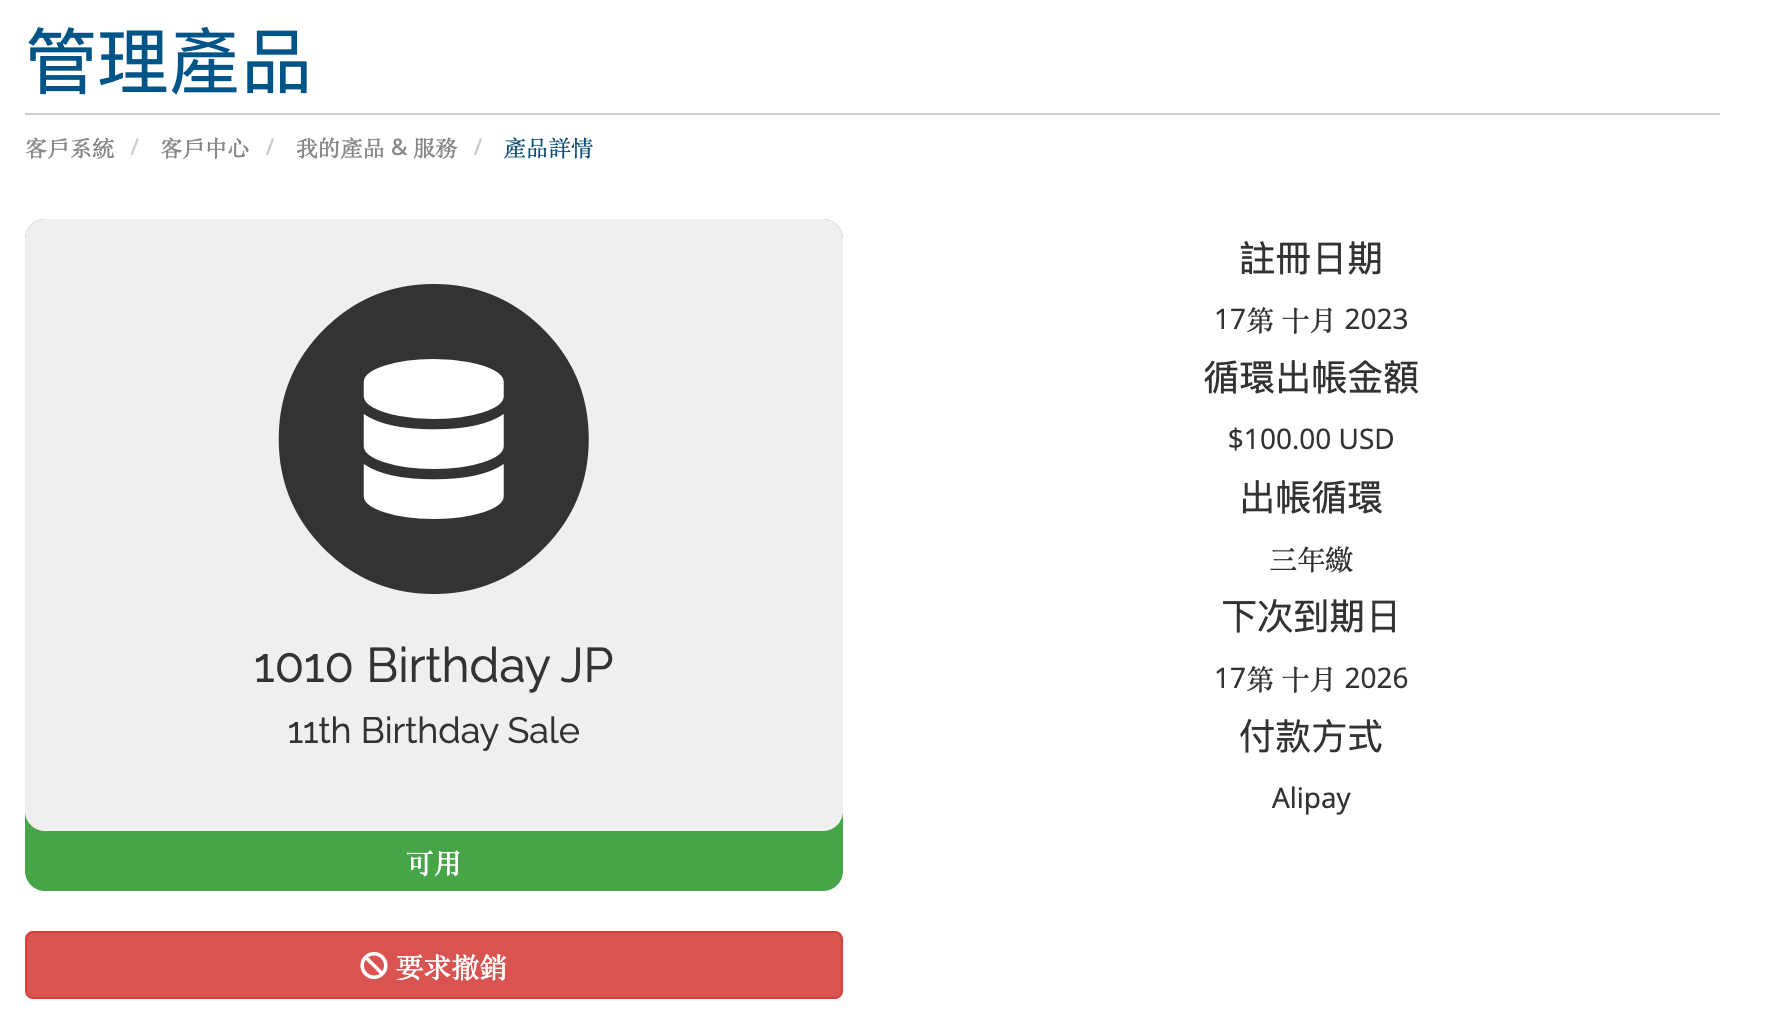 管理產品
客戶系統 / 客戶中心 / 我的產品 & 服務 / 產品詳情
1010 Birthday JP
11th Birthday Sale
可用
要求撤銷
註冊日期
17第 十月 2023
循環出帳金額
$100.00 USD
出帳循環
三年繳
下次到期日
17第 十月 2026
付款方式
Alipay